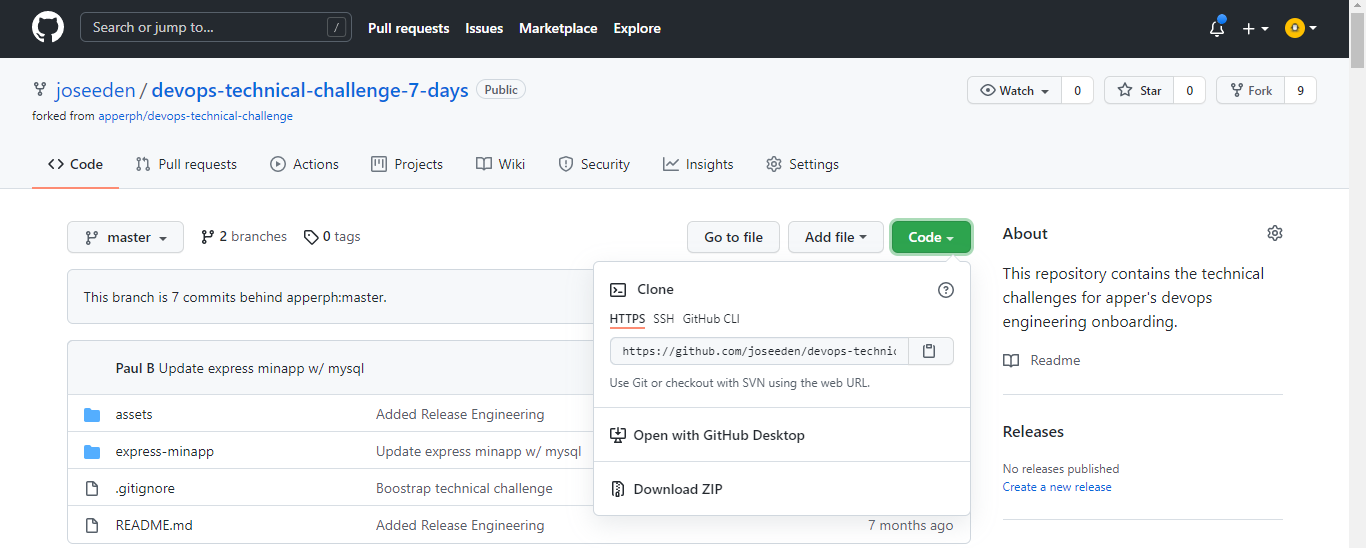 Search or jump to... / Pull requests Issues Marketplace Explore
joseeden / devops-technical-challenge-7-days Public Watch 0 Star 0 Fork 9
forked from apperph/devops-technical-challenge
Code Pull requests Actions Projects Wiki Security Insights Settings
master 2 branches 0 tags Go to file Add file Code
This branch is 7 commits behind apperph:master.
Paul B Update express minapp w/ mysql
assets Added Release Engineering
express-minapp Update express minapp w/ mysql
.gitignore Boostrap technical challenge
README.md Added Release Engineering 7 months ago
Clone
HTTPS SSH GitHub CLI
https://github.com/joseeden/devops-technic
Use Git or checkout with SVN using the web URL.
Open with GitHub Desktop
Download ZIP
About
This repository contains the technical
challenges for apper's devops
engineering onboarding.
Readme
Releases
No releases published
Create a new release